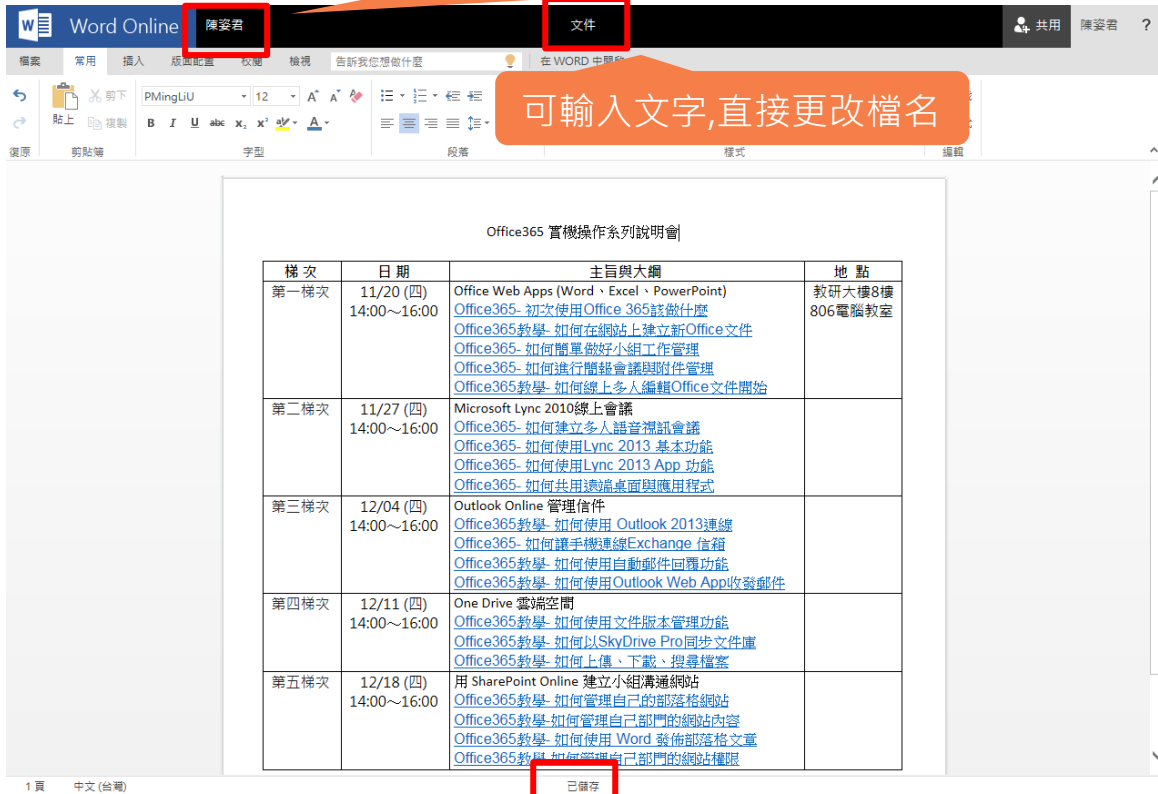 Word Online 陳姿君 文件 共用 陳姿君 ?
檔案 常用 插入 版面配置 校閱 檢視 告訴我您想做什麼 在 WORD 中開啟
可輸入文字,直接更改檔名
貼上 剪下 PMingLiU 12
複製 B I U abc x₂ x²
復原 剪貼簿 字型 段落 樣式 編輯
Office365 實機操作系列說明會
梯 次 日 期 主旨與大綱 地 點
第一梯次 11/20 (四) Office Web Apps (Word、Excel、PowerPoint) 教研大樓8樓
14:00～16:00 Office365- 初次使用Office 365該做什麼 806電腦教室
Office365教學- 如何在網站上建立新Office文件
Office365- 如何簡單做好小組工作管理
Office365- 如何進行簡報會議與附件管理
Office365教學- 如何線上多人編輯Office文件開始
第二梯次 11/27 (四) Microsoft Lync 2010線上會議
14:00～16:00 Office365- 如何建立多人語音視訊會議
Office365- 如何使用Lync 2013 基本功能
Office365- 如何使用Lync 2013 App 功能
Office365- 如何共用遠端桌面與應用程式
第三梯次 12/04 (四) Outlook Online 管理信件
14:00～16:00 Office365教學- 如何使用 Outlook 2013連線
Office365- 如何讓手機連線Exchange 信箱
Office365教學- 如何使用自動郵件回覆功能
Office365教學- 如何使用Outlook Web App收發郵件
第四梯次 12/11 (四) One Drive 雲端空間
14:00～16:00 Office365教學- 如何使用文件版本管理功能
Office365教學- 如何以SkyDrive Pro同步文件庫
Office365教學- 如何上傳、下載、搜尋檔案
第五梯次 12/18 (四) 用 SharePoint Online 建立小組溝通網站
14:00～16:00 Office365教學- 如何管理自己的部落格網站
Office365教學-如何管理自己部門的網站內容
Office365教學- 如何使用 Word 發佈部落格文章
Office365教學-如何管理自己部門的網站權限
1 頁 中文 (台灣) 已儲存